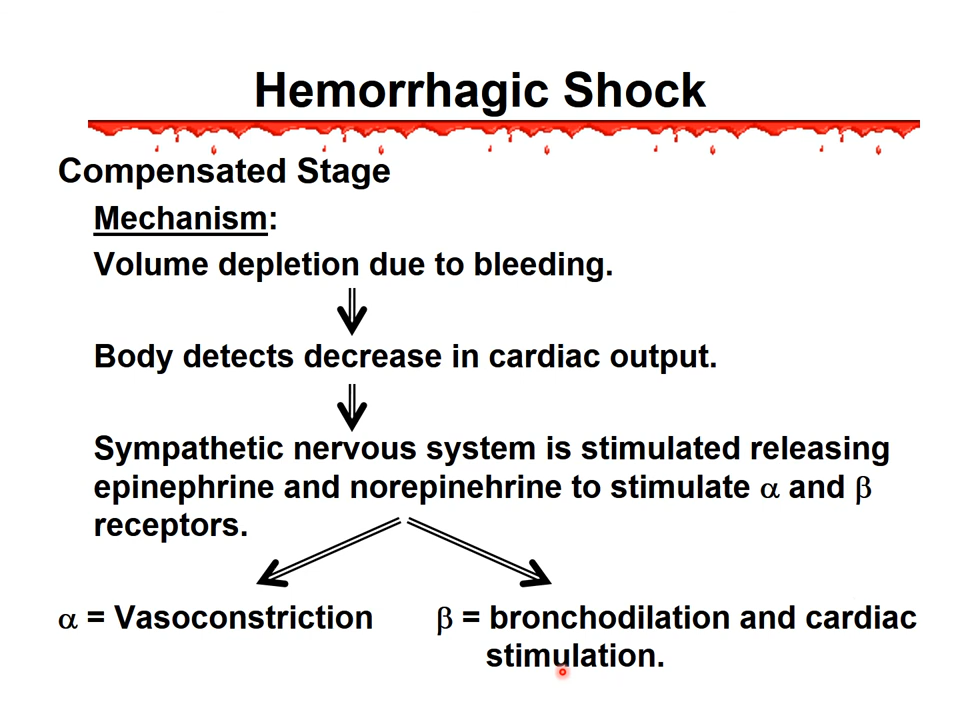 Hemorrhagic Shock
Compensated Stage
Mechanism:
Volume depletion due to bleeding.
Body detects decrease in cardiac output.
Sympathetic nervous system is stimulated releasing
epinephrine and norepinehrine to stimulate α and β
receptors.
α = Vasoconstriction
β = bronchodilation and cardiac
stimulation.